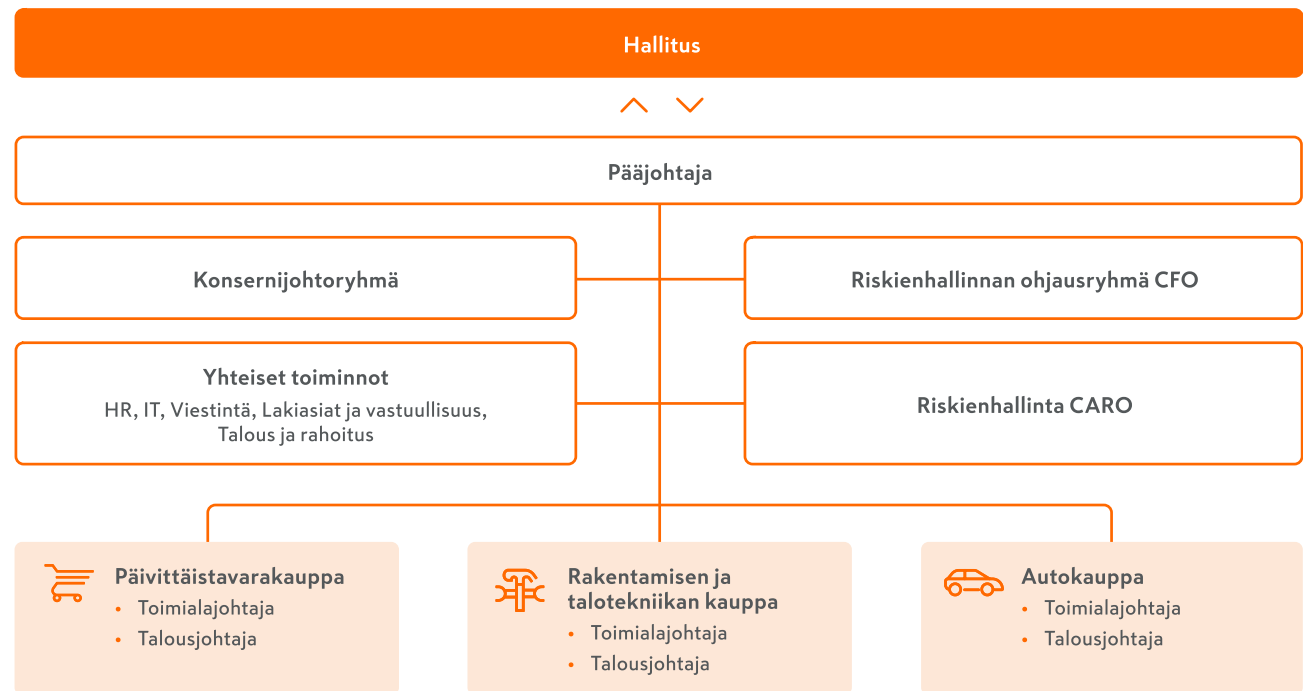 Hallitus
Pääjohtaja
Konsernijohtoryhmä
Riskienhallinnan ohjausryhmä CFO
Yhteiset toiminnot
HR, IT, Viestintä, Lakiasiat ja vastuullisuus,
Talous ja rahoitus
Riskienhallinta CARO
Päivittäistavarakauppa
• Toimialajohtaja
• Talousjohtaja
Rakentamisen ja
talotekniikan kauppa
• Toimialajohtaja
• Talousjohtaja
Autokauppa
• Toimialajohtaja
• Talousjohtaja